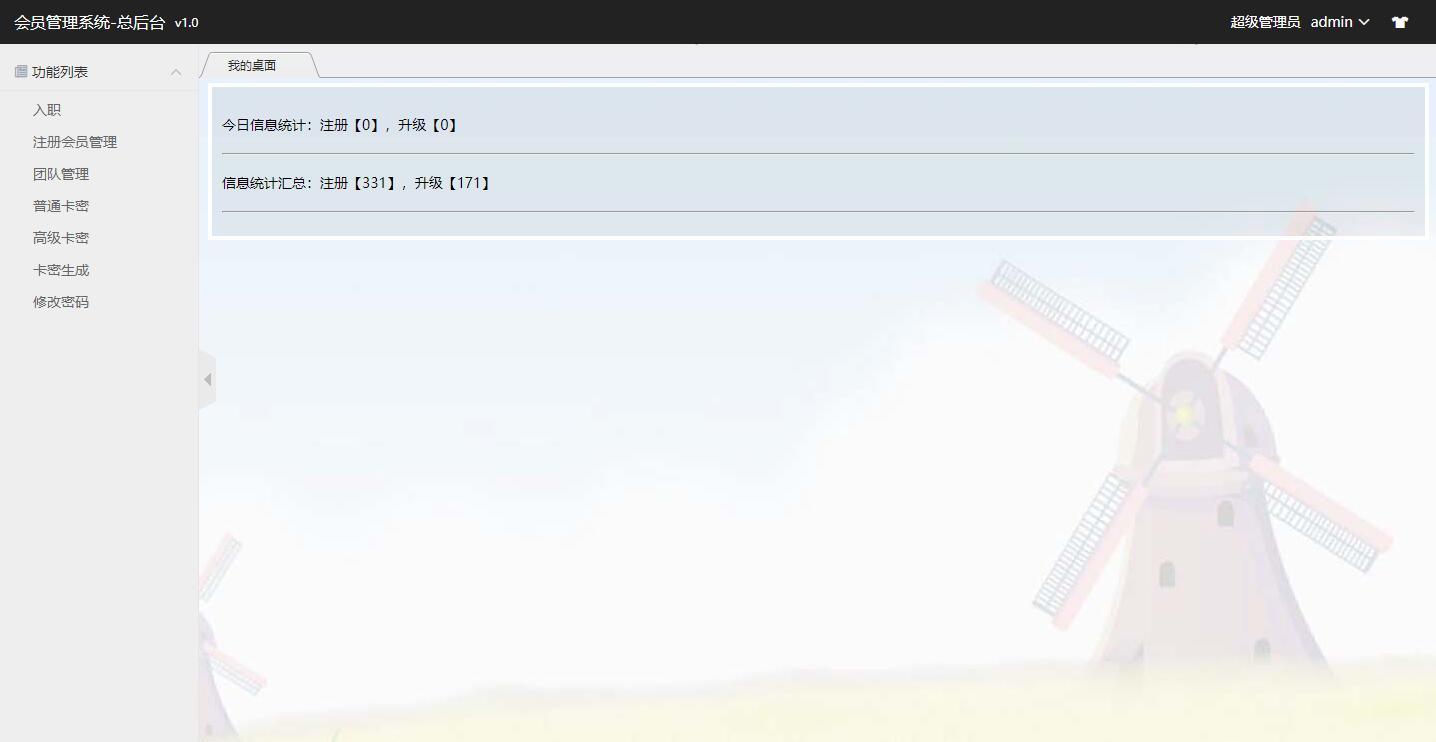 会员管理系统-总后台 v1.0
超级管理员 admin
功能列表
我的桌面
入职
注册会员管理
团队管理
普通卡密
高级卡密
卡密生成
修改密码
今日信息统计：注册【0】，升级【0】
信息统计汇总：注册【331】，升级【171】